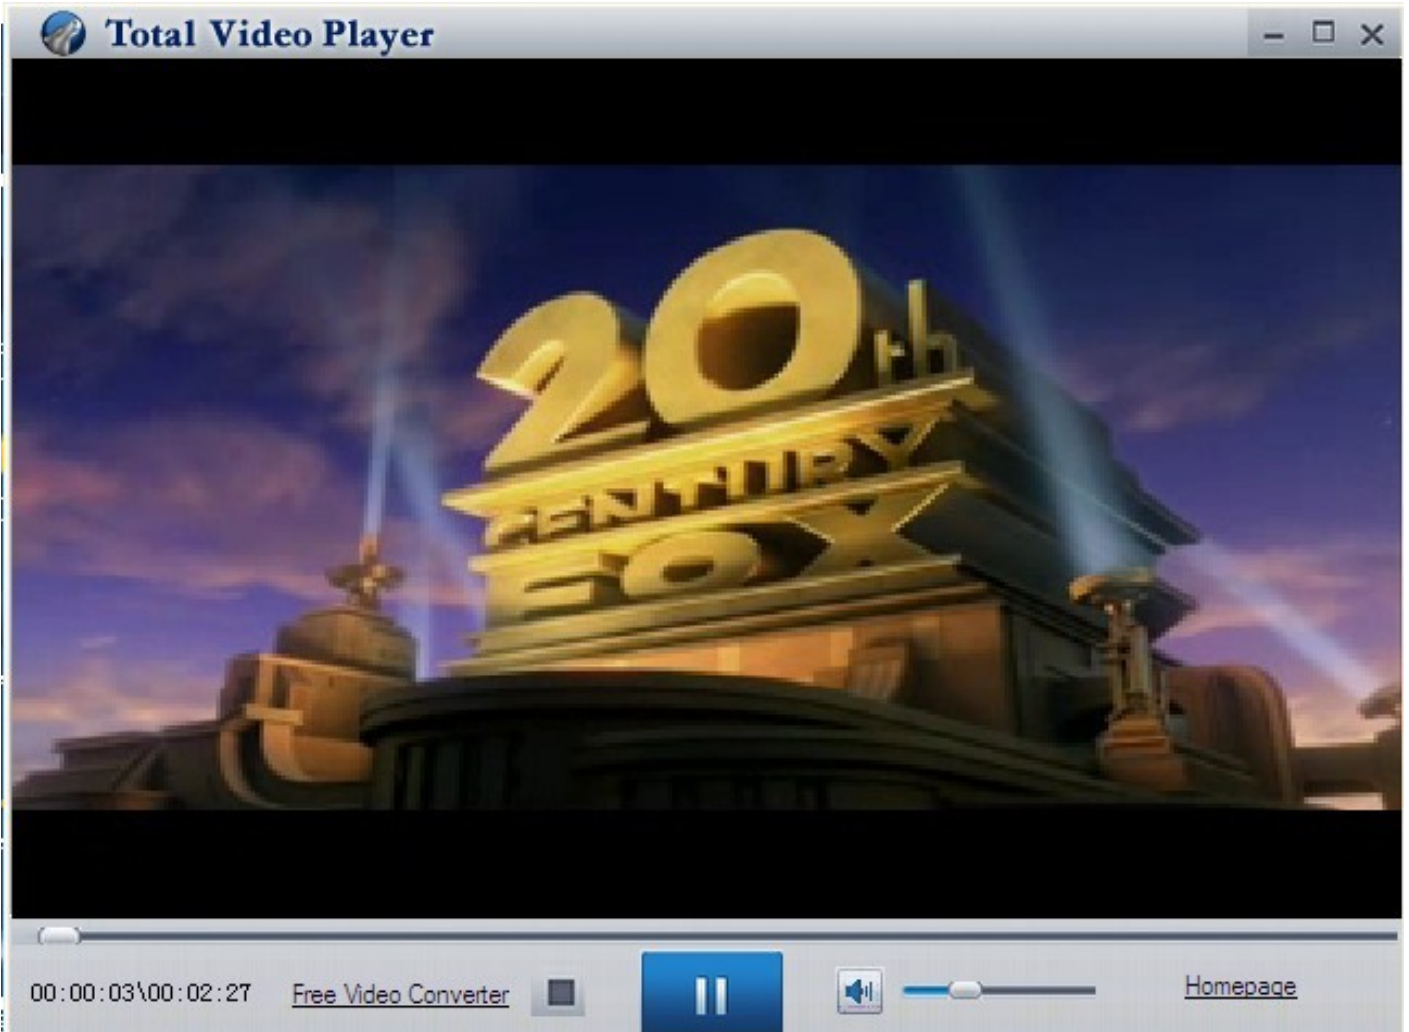 Total Video Player
20th
CENTURY
FOX
00:00:03\00:02:27
Free Video Converter
Homepage